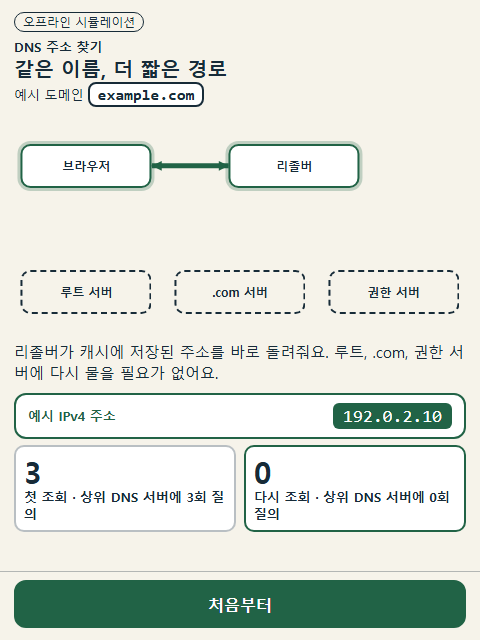 오프라인 시뮬레이션
DNS 주소 찾기
같은 이름, 더 짧은 경로
예시 도메인 example.com
브라우저 리졸버
루트 서버 .com 서버 권한 서버
리졸버가 캐시에 저장된 주소를 바로 돌려줘요. 루트, .com, 권한 서
버에 다시 물을 필요가 없어요.
예시 IPv4 주소 192.0.2.10
3
첫 조회 · 상위 DNS 서버에 3회 질
의
0
다시 조회 · 상위 DNS 서버에 0회
질의
처음부터